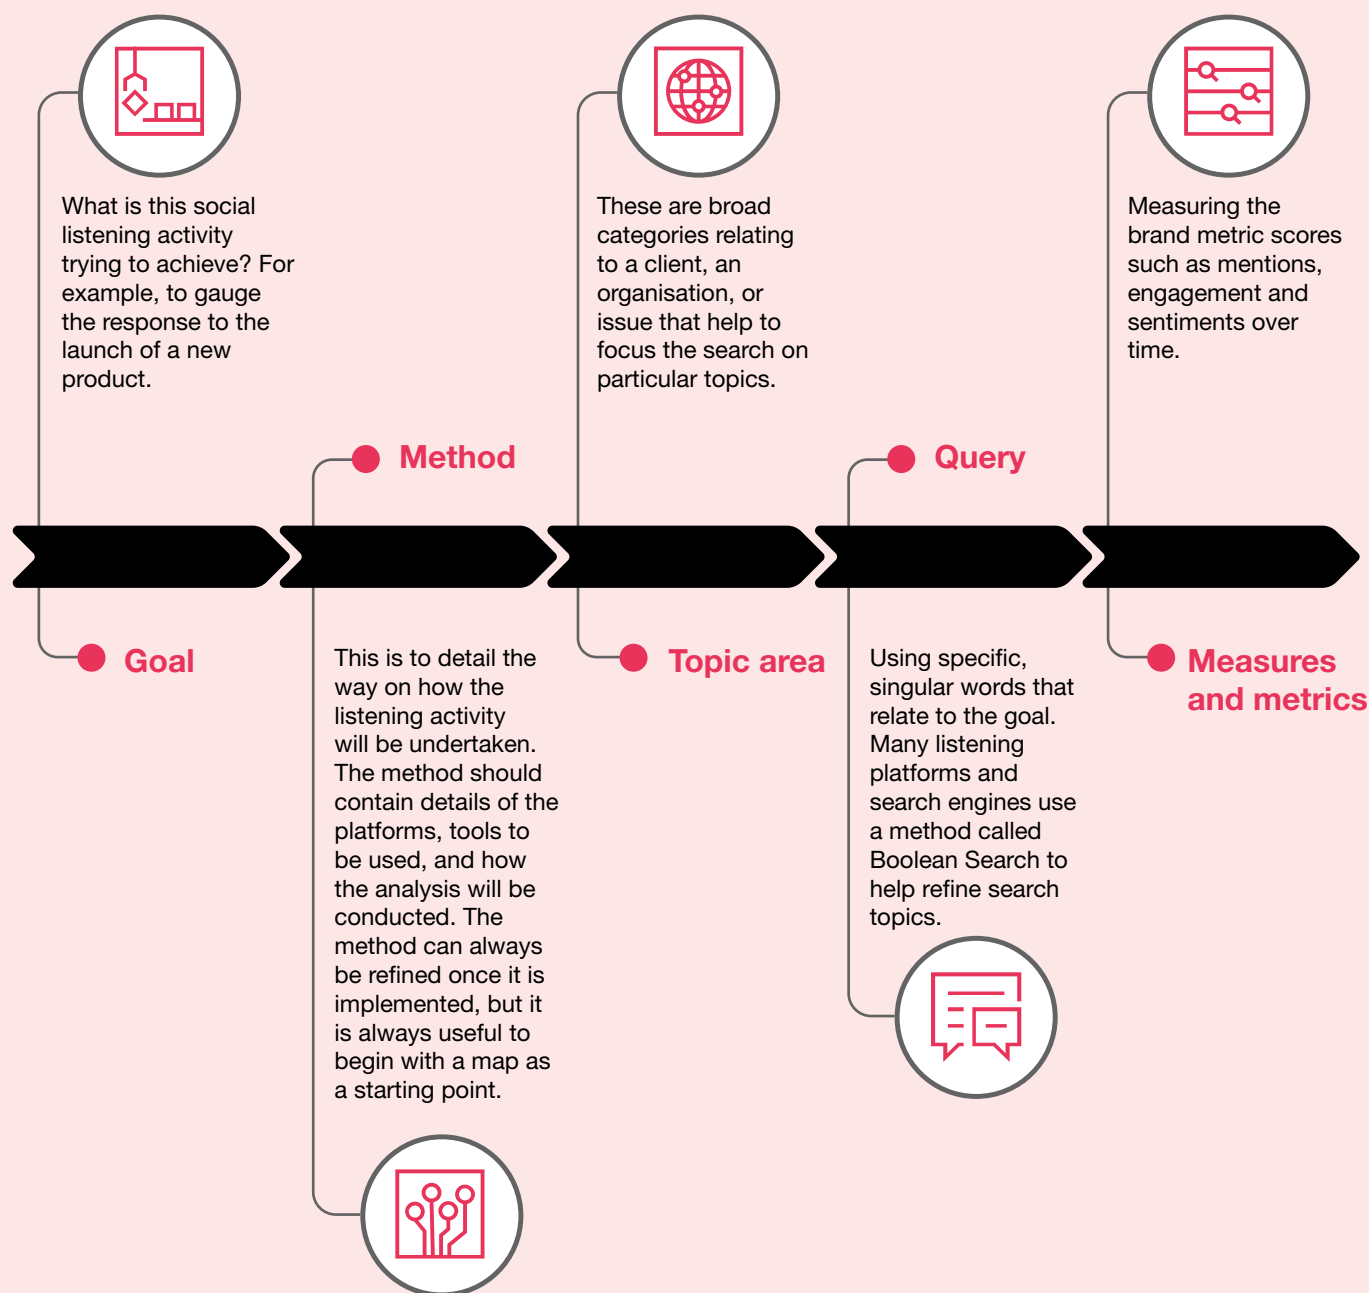 What is this social
listening activity
trying to achieve? For
example, to gauge
the response to the
launch of a new
product.
Goal
Method
This is to detail the
way on how the
listening activity
will be undertaken.
The method should
contain details of the
platforms, tools to
be used, and how
the analysis will be
conducted. The
method can always
be refined once it is
implemented, but it
is always useful to
begin with a map as
a starting point.
These are broad
categories relating
to a client, an
organisation, or
issue that help to
focus the search on
particular topics.
Topic area
Query
Using specific,
singular words that
relate to the goal.
Many listening
platforms and
search engines use
a method called
Boolean Search to
help refine search
topics.
Measuring the
brand metric scores
such as mentions,
engagement and
sentiments over
time.
Measures
and metrics